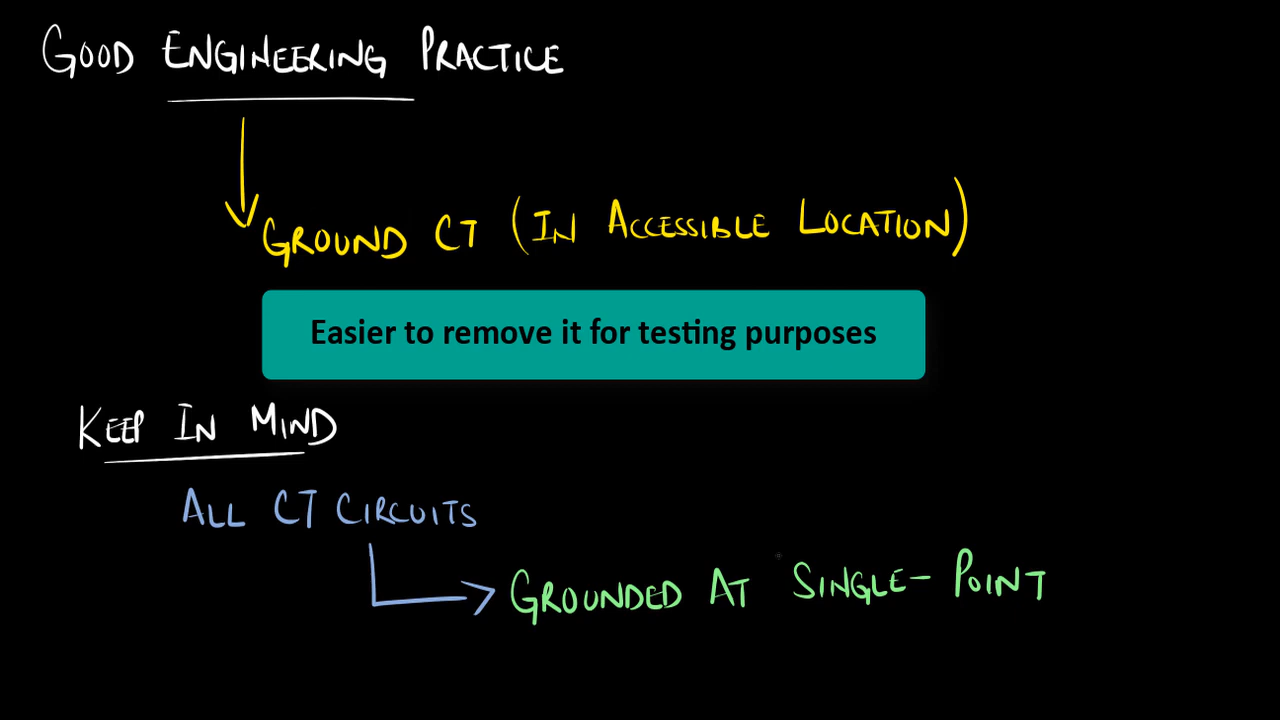 GOOD ENGINEERING PRACTICE
GROUND CT (IN ACCESSIBLE LOCATION)
Easier to remove it for testing purposes
KEEP IN MIND
ALL CT CIRCUITS
GROUNDED AT SINGLE-POINT